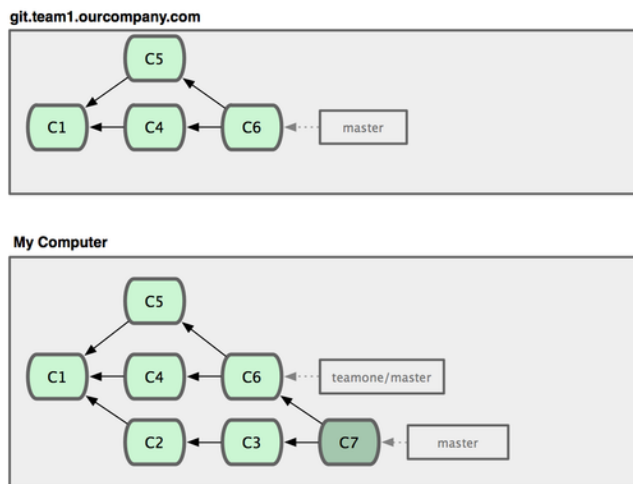 git.team1.ourcompany.com
C5
C1 C4 C6 master
My Computer
C5
C1 C4 C6 teamone/master
C2 C3 C7 master